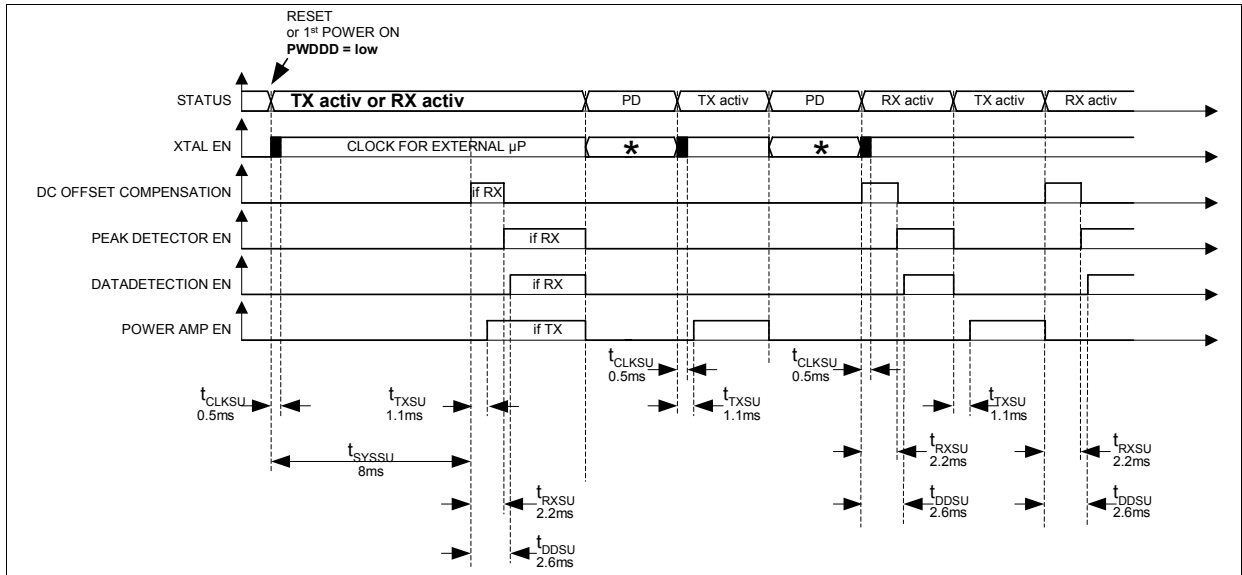 RESET
or 1st POWER ON
PWDDD = low
STATUS TX activ or RX activ PD TX activ PD RX activ TX activ RX activ
XTAL EN CLOCK FOR EXTERNAL µP * *
DC OFFSET COMPENSATION if RX
PEAK DETECTOR EN if RX
DATADETECTION EN if RX
POWER AMP EN if TX
tCLKSU
0.5ms
tCLKSU
0.5ms
tCLKSU
0.5ms
tTXSU
1.1ms
tTXSU
1.1ms
tTXSU
1.1ms
tSYSSU
8ms
tRXSU
2.2ms
tRXSU
2.2ms
tRXSU
2.2ms
tDDSU
2.6ms
tDDSU
2.6ms
tDDSU
2.6ms